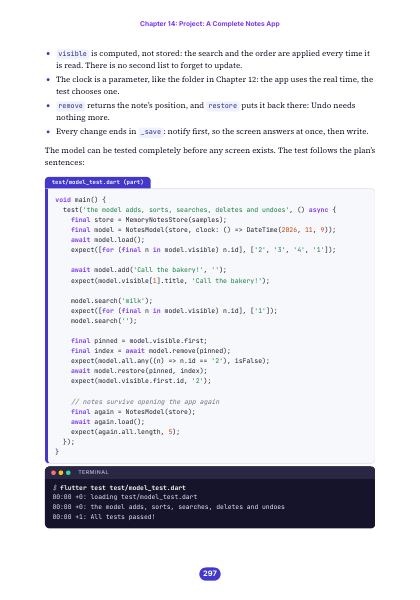 Chapter 14: Project: A Complete Notes App
• visible is computed, not stored: the search and the order are applied every time it
is read. There is no second list to forget to update.
• The clock is a parameter, like the folder in Chapter 12: the app uses the real time, the
test chooses one.
• remove returns the note's position, and restore puts it back there: Undo needs
nothing more.
• Every change ends in _save: notify first, so the screen answers at once, then write.
The model can be tested completely before any screen exists. The test follows the plan's
sentences:
test/model_test.dart (part)
void main() {
  test('the model adds, sorts, searches, deletes and undoes', () async {
    final store = MemoryNotesStore(samples);
    final model = NotesModel(store, clock: () => DateTime(2026, 11, 9));
    await model.load();
    expect([for (final n in model.visible) n.id], ['2', '3', '4', '1']);

    await model.add('Call the bakery!', '');
    expect(model.visible[1].title, 'Call the bakery!');

    model.search('milk');
    expect([for (final n in model.visible) n.id], ['1']);
    model.search('');

    final pinned = model.visible.first;
    final index = await model.remove(pinned);
    expect(model.all.any((n) => n.id == '2'), isFalse);
    await model.restore(pinned, index);
    expect(model.visible.first.id, '2');

    // notes survive opening the app again
    final again = NotesModel(store);
    await again.load();
    expect(again.all.length, 5);
  });
}
TERMINAL
$ flutter test test/model_test.dart
00:00 +0: loading test/model_test.dart
00:00 +0: the model adds, sorts, searches, deletes and undoes
00:00 +1: All tests passed!
297